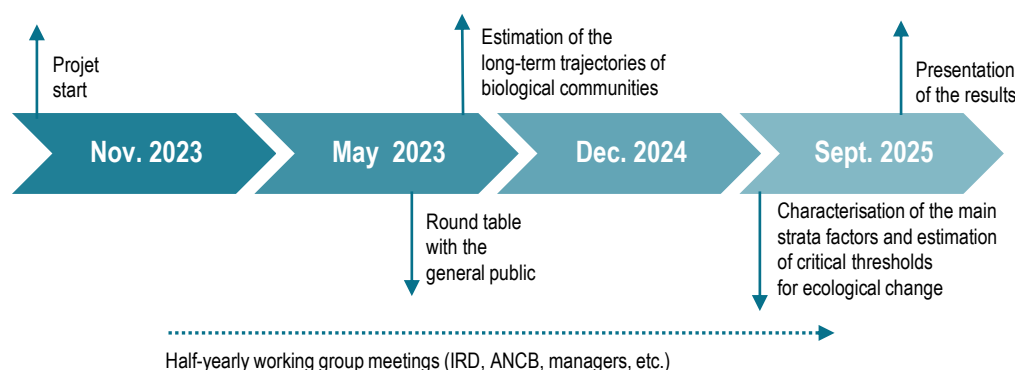 Projet
start
Estimation of the
long-term trajectories of
biological communities
Presentation
of the results
Nov. 2023
May 2023
Dec. 2024
Sept. 2025
Round table
with the
general public
Characterisation of the main
strata factors and estimation
of critical thresholds
for ecological change
Half-yearly working group meetings (IRD, ANCB, managers, etc.)